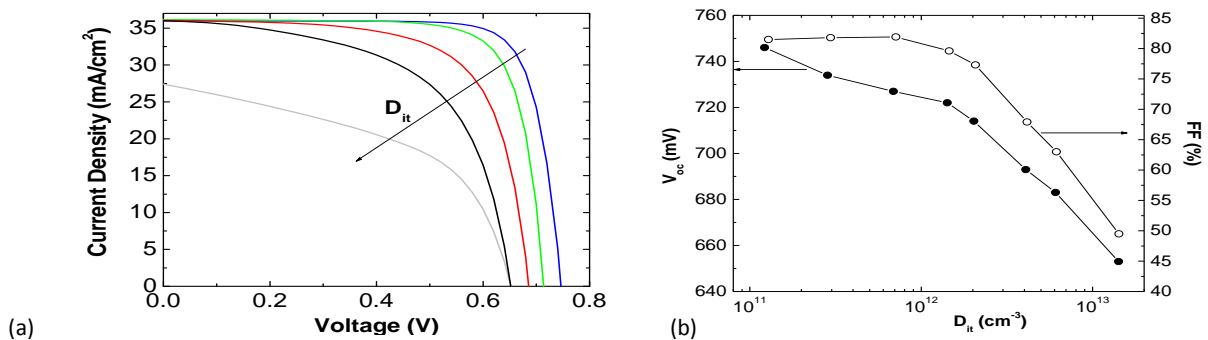 (a)
Current Density (mA/cm²)
35
30
25
20
15
10
5
0
D_it
0.0 0.2 0.4 0.6 0.8
Voltage (V)
(b)
V_oc (mV)
760
740
720
700
680
660
640
85
80
75
70
65
60
55
50
45
40
FF (%)
10¹¹ 10¹² 10¹³
D_it (cm⁻³)